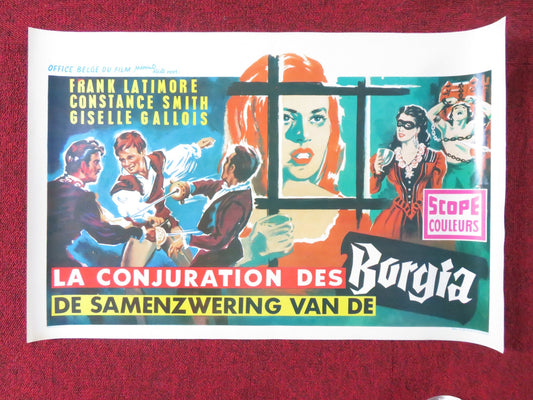 OFFICE BELGE DU FILM
FRANK LATIMORE
CONSTANCE SMITH
GISELLE GALLOIS
SCOPE
COULEURS
LA CONJURATION DES Borgia
DE SAMENZWERING VAN DE